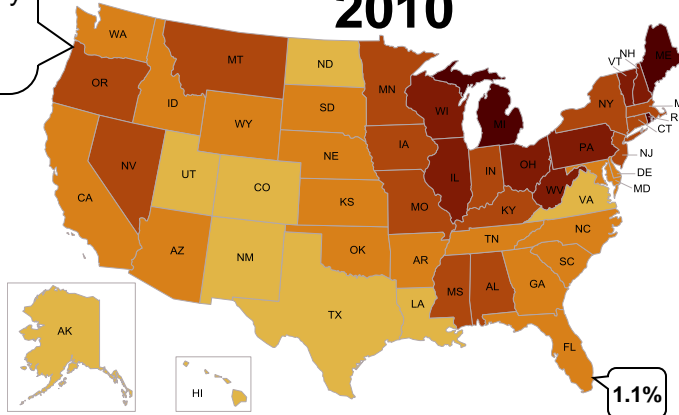 y
2010
WA
OR
MT
ND
MN
ID
WY
SD
WI
MI
NH
VT
ME
NY
M
R
CT
NV
UT
CO
NE
IA
IL
IN
OH
PA
NJ
DE
MD
WV
VA
CA
KS
MO
KY
AZ
NM
OK
AR
TN
NC
SC
MS
AL
GA
TX
LA
FL
AK
HI
1.1%